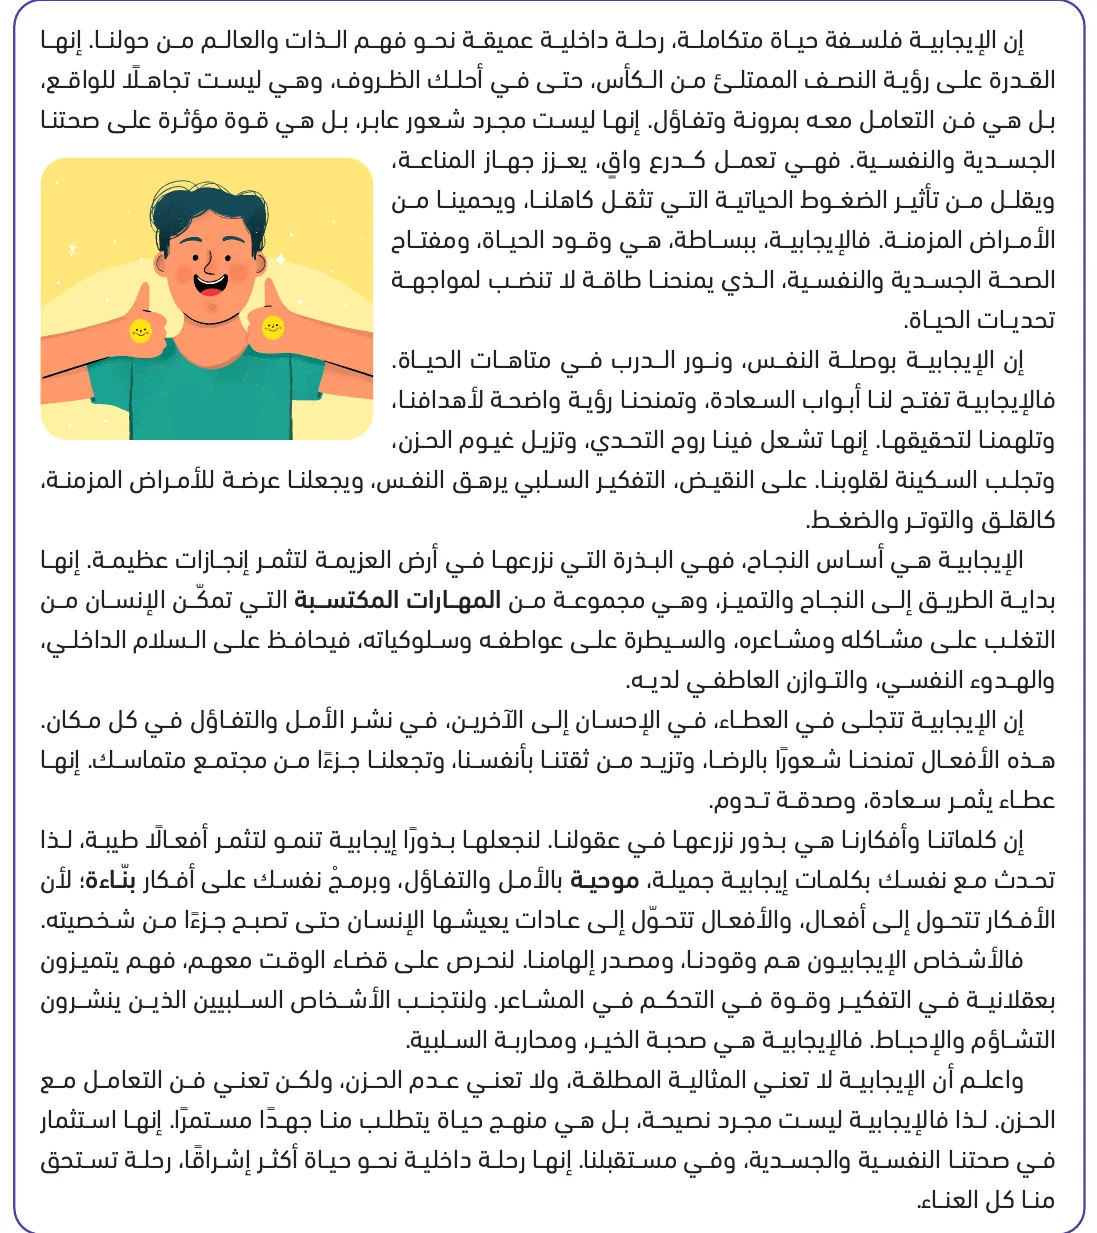 إن الإيجابية فلسفة حياة متكاملة، رحلة داخلية عميقة نحو فهم الذات والعالم من حولنا. إنها
القدرة على رؤية النصف الممتلئ من الكأس، حتى في أحلك الظروف، وهي ليست تجاهلًا للواقع،
بل هي فن التعامل معه بمرونة وتفاؤل. إنها ليست مجرد شعور عابر، بل هي قوة مؤثرة على صحتنا
الجسدية والنفسية. فهي تعمل كدرع واقٍ، يعزز جهاز المناعة،
ويقلل من تأثير الضغوط الحياتية التي تثقل كاهلنا، ويحمينا من
الأمراض المزمنة. فالإيجابية، ببساطة، هي وقود الحياة، ومفتاح
الصحة الجسدية والنفسية، الذي يمنحنا طاقة لا تنضب لمواجهة
تحديات الحياة.
إن الإيجابية بوصلة النفس، ونور الدرب في متاهات الحياة.
فالإيجابية تفتح لنا أبواب السعادة، وتمنحنا رؤية واضحة لأهدافنا،
وتلهمنا لتحقيقها. إنها تشعل فينا روح التحدي، وتزيل غيوم الحزن،
وتجلب السكينة لقلوبنا. على النقيض، التفكير السلبي يرهق النفس، ويجعلنا عرضة للأمراض المزمنة،
كالقلق والتوتر والضغط.
الإيجابية هي أساس النجاح، فهي البذرة التي نزرعها في أرض العزيمة لتثمر إنجازات عظيمة. إنها
بداية الطريق إلى النجاح والتميز، وهي مجموعة من المهارات المكتسبة التي تمكّن الإنسان من
التغلب على مشاكله ومشاعره، والسيطرة على عواطفه وسلوكياته، فيحافظ على السلام الداخلي،
والهدوء النفسي، والتوازن العاطفي لديه.
إن الإيجابية تتجلى في العطاء، في الإحسان إلى الآخرين، في نشر الأمل والتفاؤل في كل مكان.
هذه الأفعال تمنحنا شعورًا بالرضا، وتزيد من ثقتنا بأنفسنا، وتجعلنا جزءًا من مجتمع متماسك. إنها
عطاء يثمر سعادة، وصدقة تدوم.
إن كلماتنا وأفكارنا هي بذور نزرعها في عقولنا. لنجعلها بذورًا إيجابية تنمو لتثمر أفعالًا طيبة، لذا
تحدث مع نفسك بكلمات إيجابية جميلة، موحية بالأمل والتفاؤل، وبرمجْ نفسك على أفكار بنّاءة؛ لأن
الأفكار تتحول إلى أفعال، والأفعال تتحوّل إلى عادات يعيشها الإنسان حتى تصبح جزءًا من شخصيته.
فالأشخاص الإيجابيون هم وقودنا، ومصدر إلهامنا. لنحرص على قضاء الوقت معهم، فهم يتميزون
بعقلانية في التفكير وقوة في التحكم في المشاعر. ولنتجنب الأشخاص السلبيين الذين ينشرون
التشاؤم والإحباط. فالإيجابية هي صحبة الخير، ومحاربة السلبية.
واعلم أن الإيجابية لا تعني المثالية المطلقة، ولا تعني عدم الحزن، ولكن تعني فن التعامل مع
الحزن. لذا فالإيجابية ليست مجرد نصيحة، بل هي منهج حياة يتطلب منا جهدًا مستمرًا. إنها استثمار
في صحتنا النفسية والجسدية، وفي مستقبلنا. إنها رحلة داخلية نحو حياة أكثر إشراقًا، رحلة تستحق
منا كل العناء.